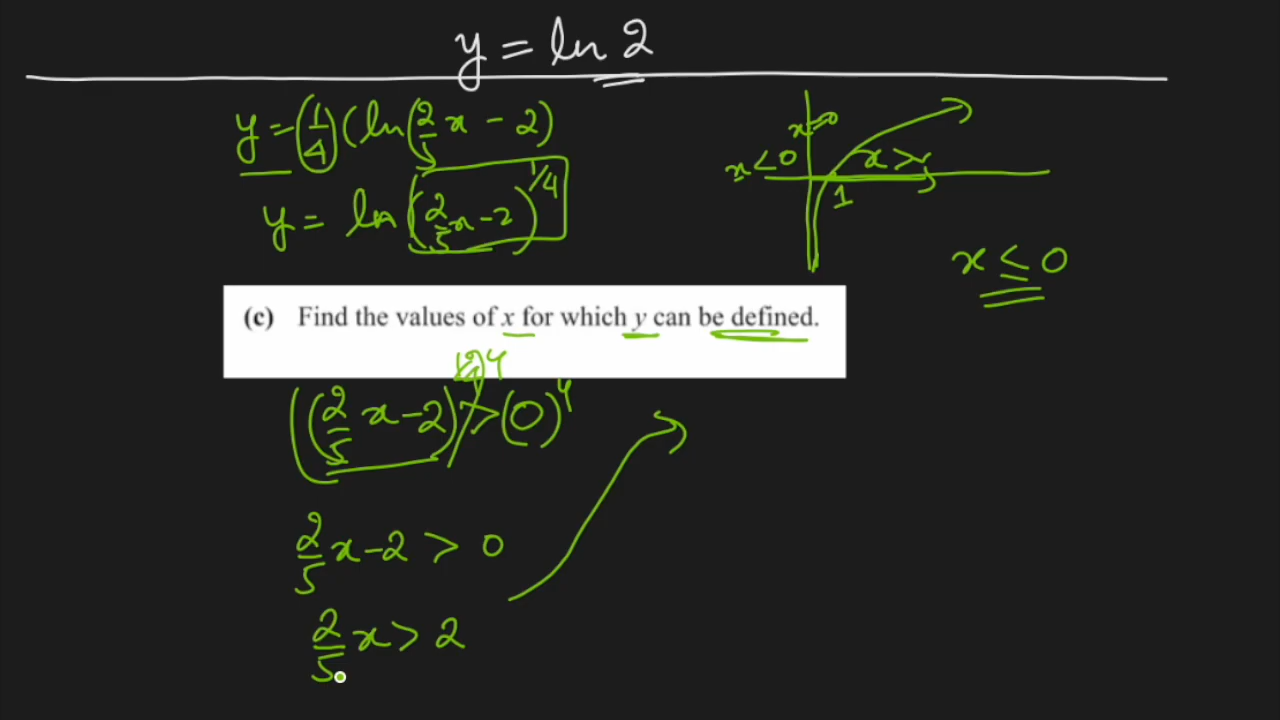 y = ln 2
y = (1/4)(ln(2/5 x - 2)
y = ln(2/5 x - 2)^1/4
x = 0
x < 0
x >
1
x ≤ 0
(c) Find the values of x for which y can be defined.
((2/5 x - 2) > (0)^4
2/5 x - 2 > 0
2/5 x > 2